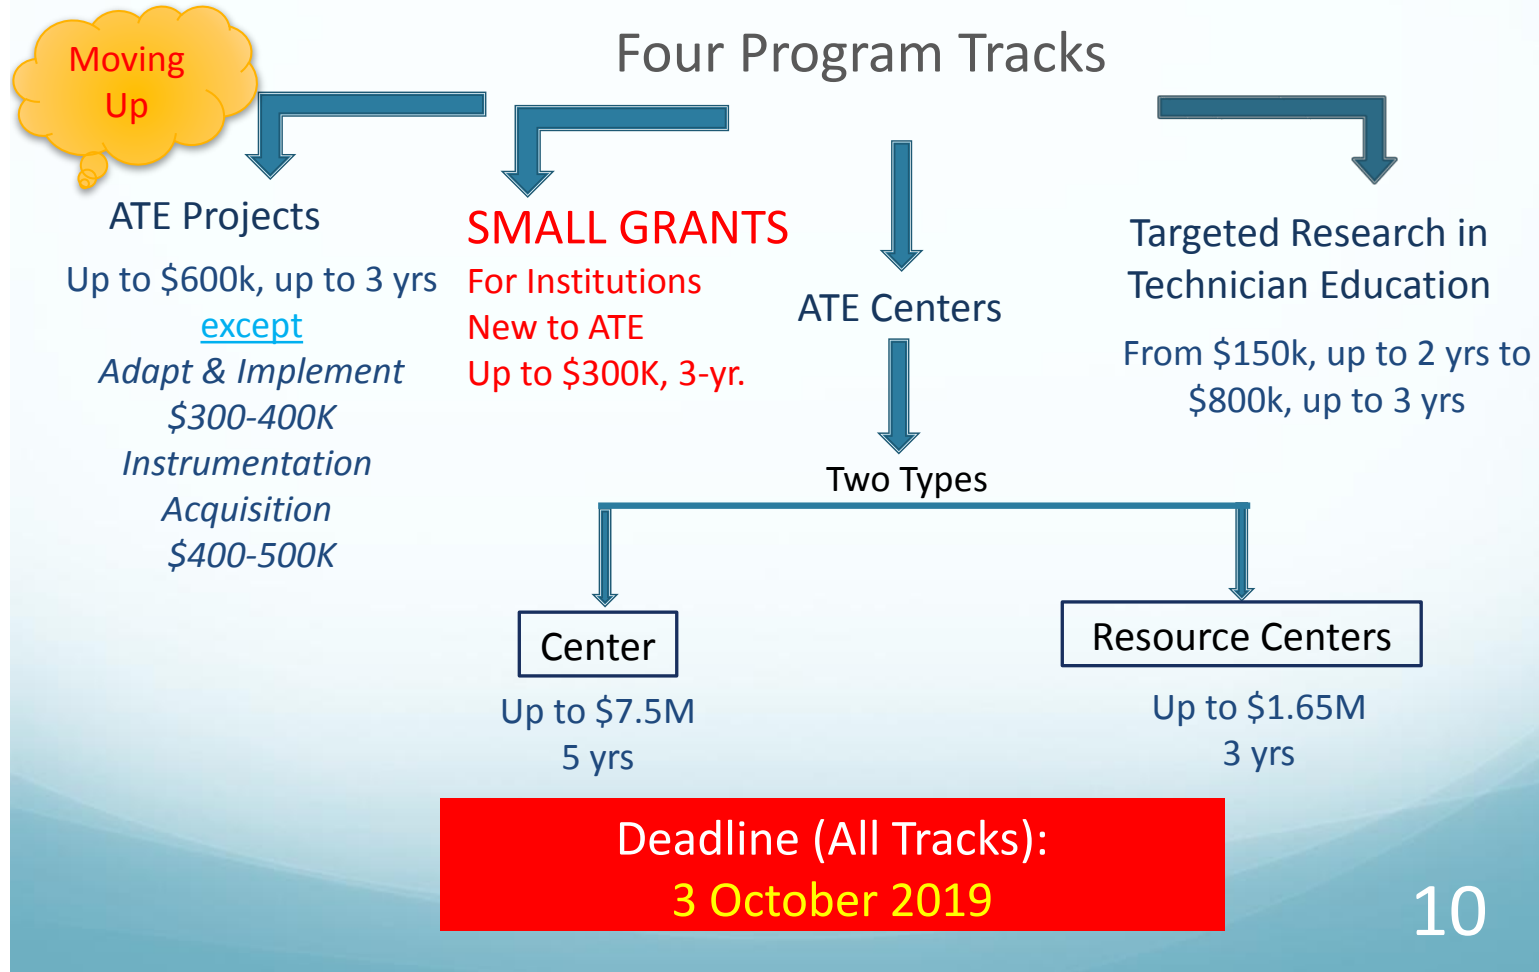 Moving
Up
Four Program Tracks
ATE Projects
Up to $600k, up to 3 yrs
except
Adapt & Implement
$300-400K
Instrumentation
Acquisition
$400-500K
SMALL GRANTS
For Institutions
New to ATE
Up to $300K, 3-yr.
ATE Centers
Targeted Research in
Technician Education
From $150k, up to 2 yrs to
$800k, up to 3 yrs
Two Types
Center
Up to $7.5M
5 yrs
Resource Centers
Up to $1.65M
3 yrs
Deadline (All Tracks):
3 October 2019
10